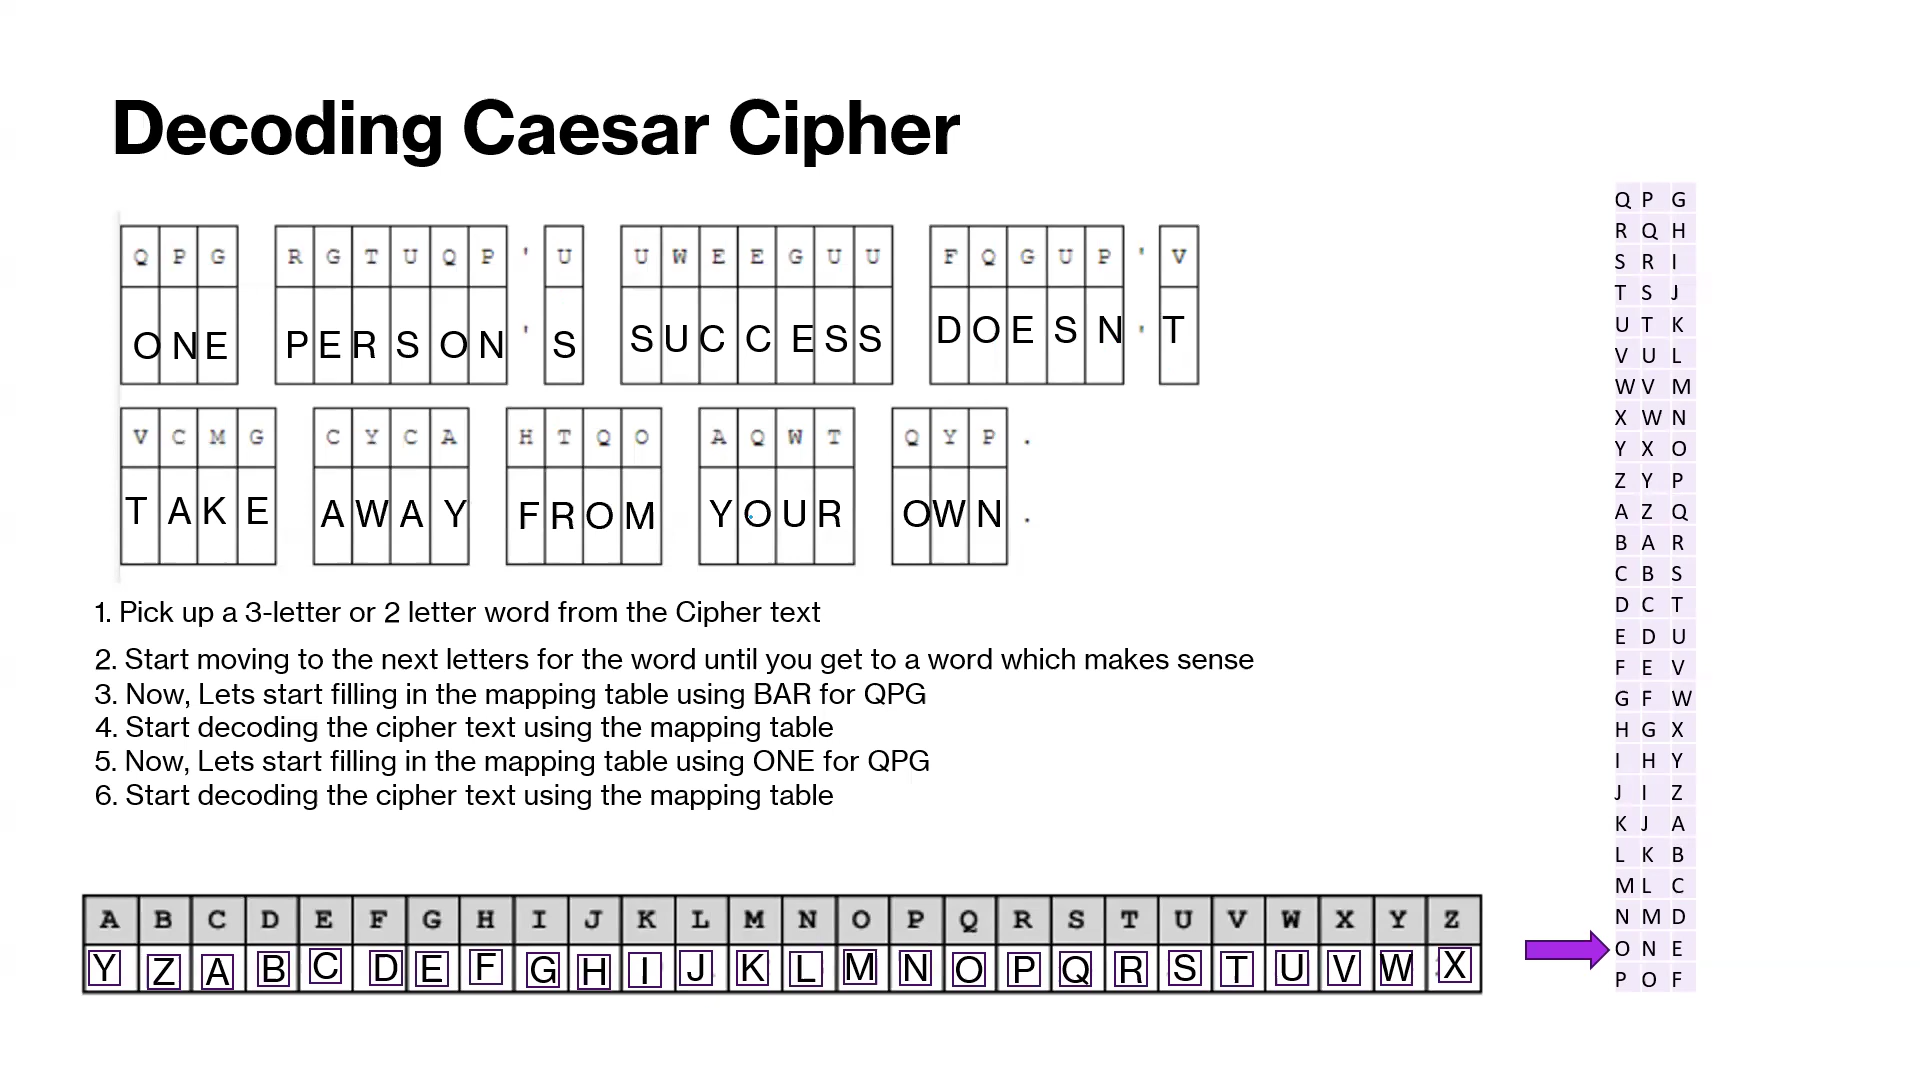 Decoding Caesar Cipher
Q P G R G T U Q P ' U U W E E G U U F Q G U P ' V
O N E P E R S O N ' S S U C C E S S D O E S N ' T
V C M G C Y C A H T Q O A Q W T Q Y P .
T A K E A W A Y F R O M Y O U R O W N .
1. Pick up a 3-letter or 2 letter word from the Cipher text
2. Start moving to the next letters for the word until you get to a word which makes sense
3. Now, Lets start filling in the mapping table using BAR for QPG
4. Start decoding the cipher text using the mapping table
5. Now, Lets start filling in the mapping table using ONE for QPG
6. Start decoding the cipher text using the mapping table
A B C D E F G H I J K L M N O P Q R S T U V W X Y Z
Y Z A B C D E F G H I J K L M N O P Q R S T U V W X
Q P G
R Q H
S R I
T S J
U T K
V U L
W V M
X W N
Y X O
Z Y P
A Z Q
B A R
C B S
D C T
E D U
F E V
G F W
H G X
I H Y
J I Z
K J A
L K B
M L C
N M D
O N E
P O F